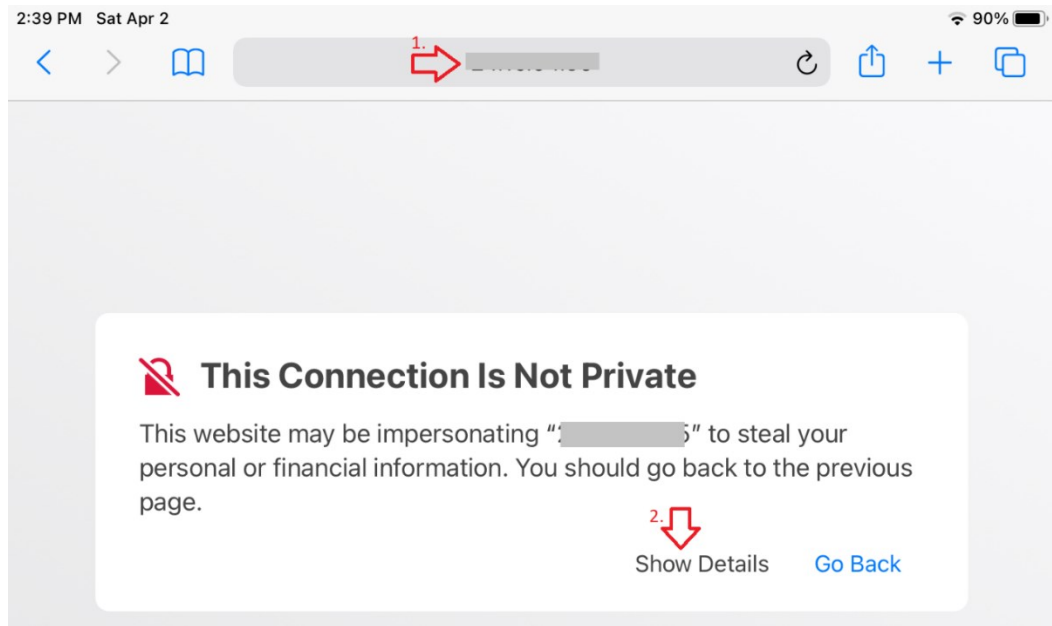 2:39 PM Sat Apr 2 90%
1.
This Connection Is Not Private
This website may be impersonating “ ” to steal your
personal or financial information. You should go back to the previous
page.
2.
Show Details Go Back